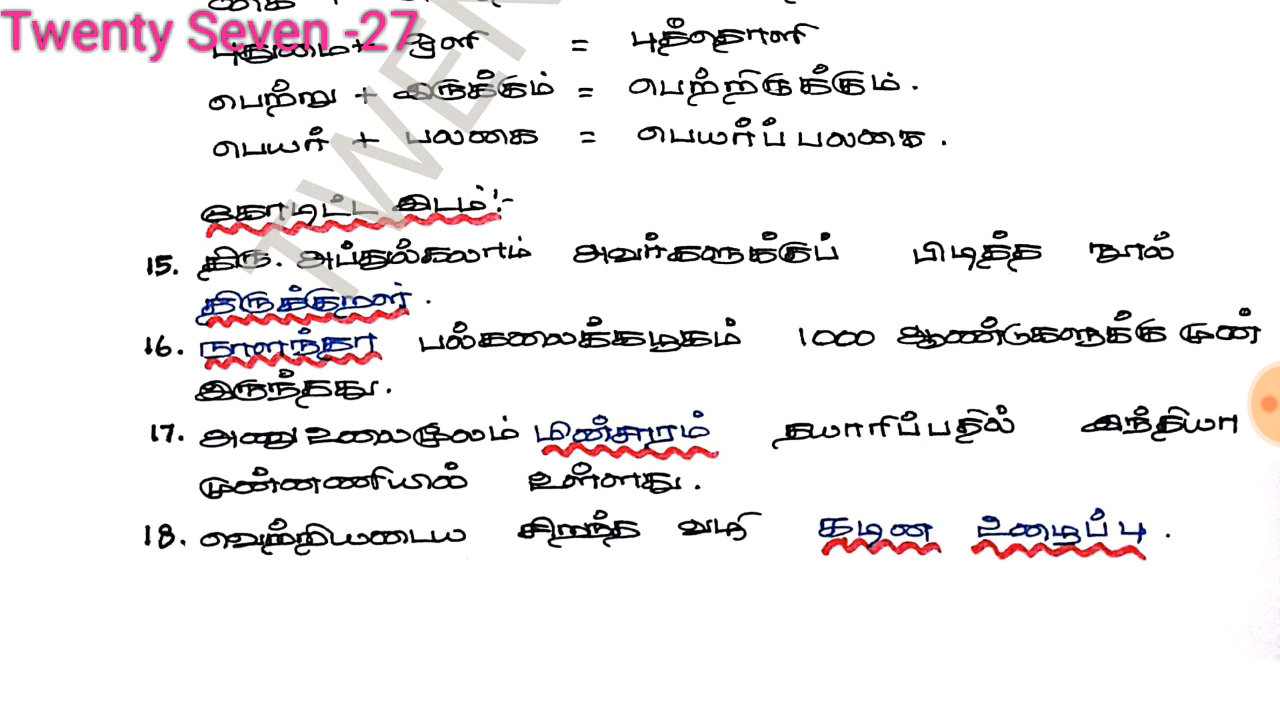 Twenty Seven -27
புதுமை + ஒளி = புத்தொளி
பெற்று + இருக்கும் = பெற்றிருக்கும்.
பெயர் + பலகை = பெயர்ப் பலகை.
கோடிட்ட இடம்:-
15. திரு. அப்துல்கலாம் அவர்களுக்குப் பிடித்த நூல்
திருக்குறள்.
16. நாளந்தா பல்கலைக்கழகம் 1000 ஆண்டுகளுக்கு முன்
இருந்தது.
17. அணு உலைமூலம் மின்சாரம் தயாரிப்பதில் இந்தியா
முன்னணியில் உள்ளது.
18. வெற்றியடைய சிறந்த வழி கடின உழைப்பு.